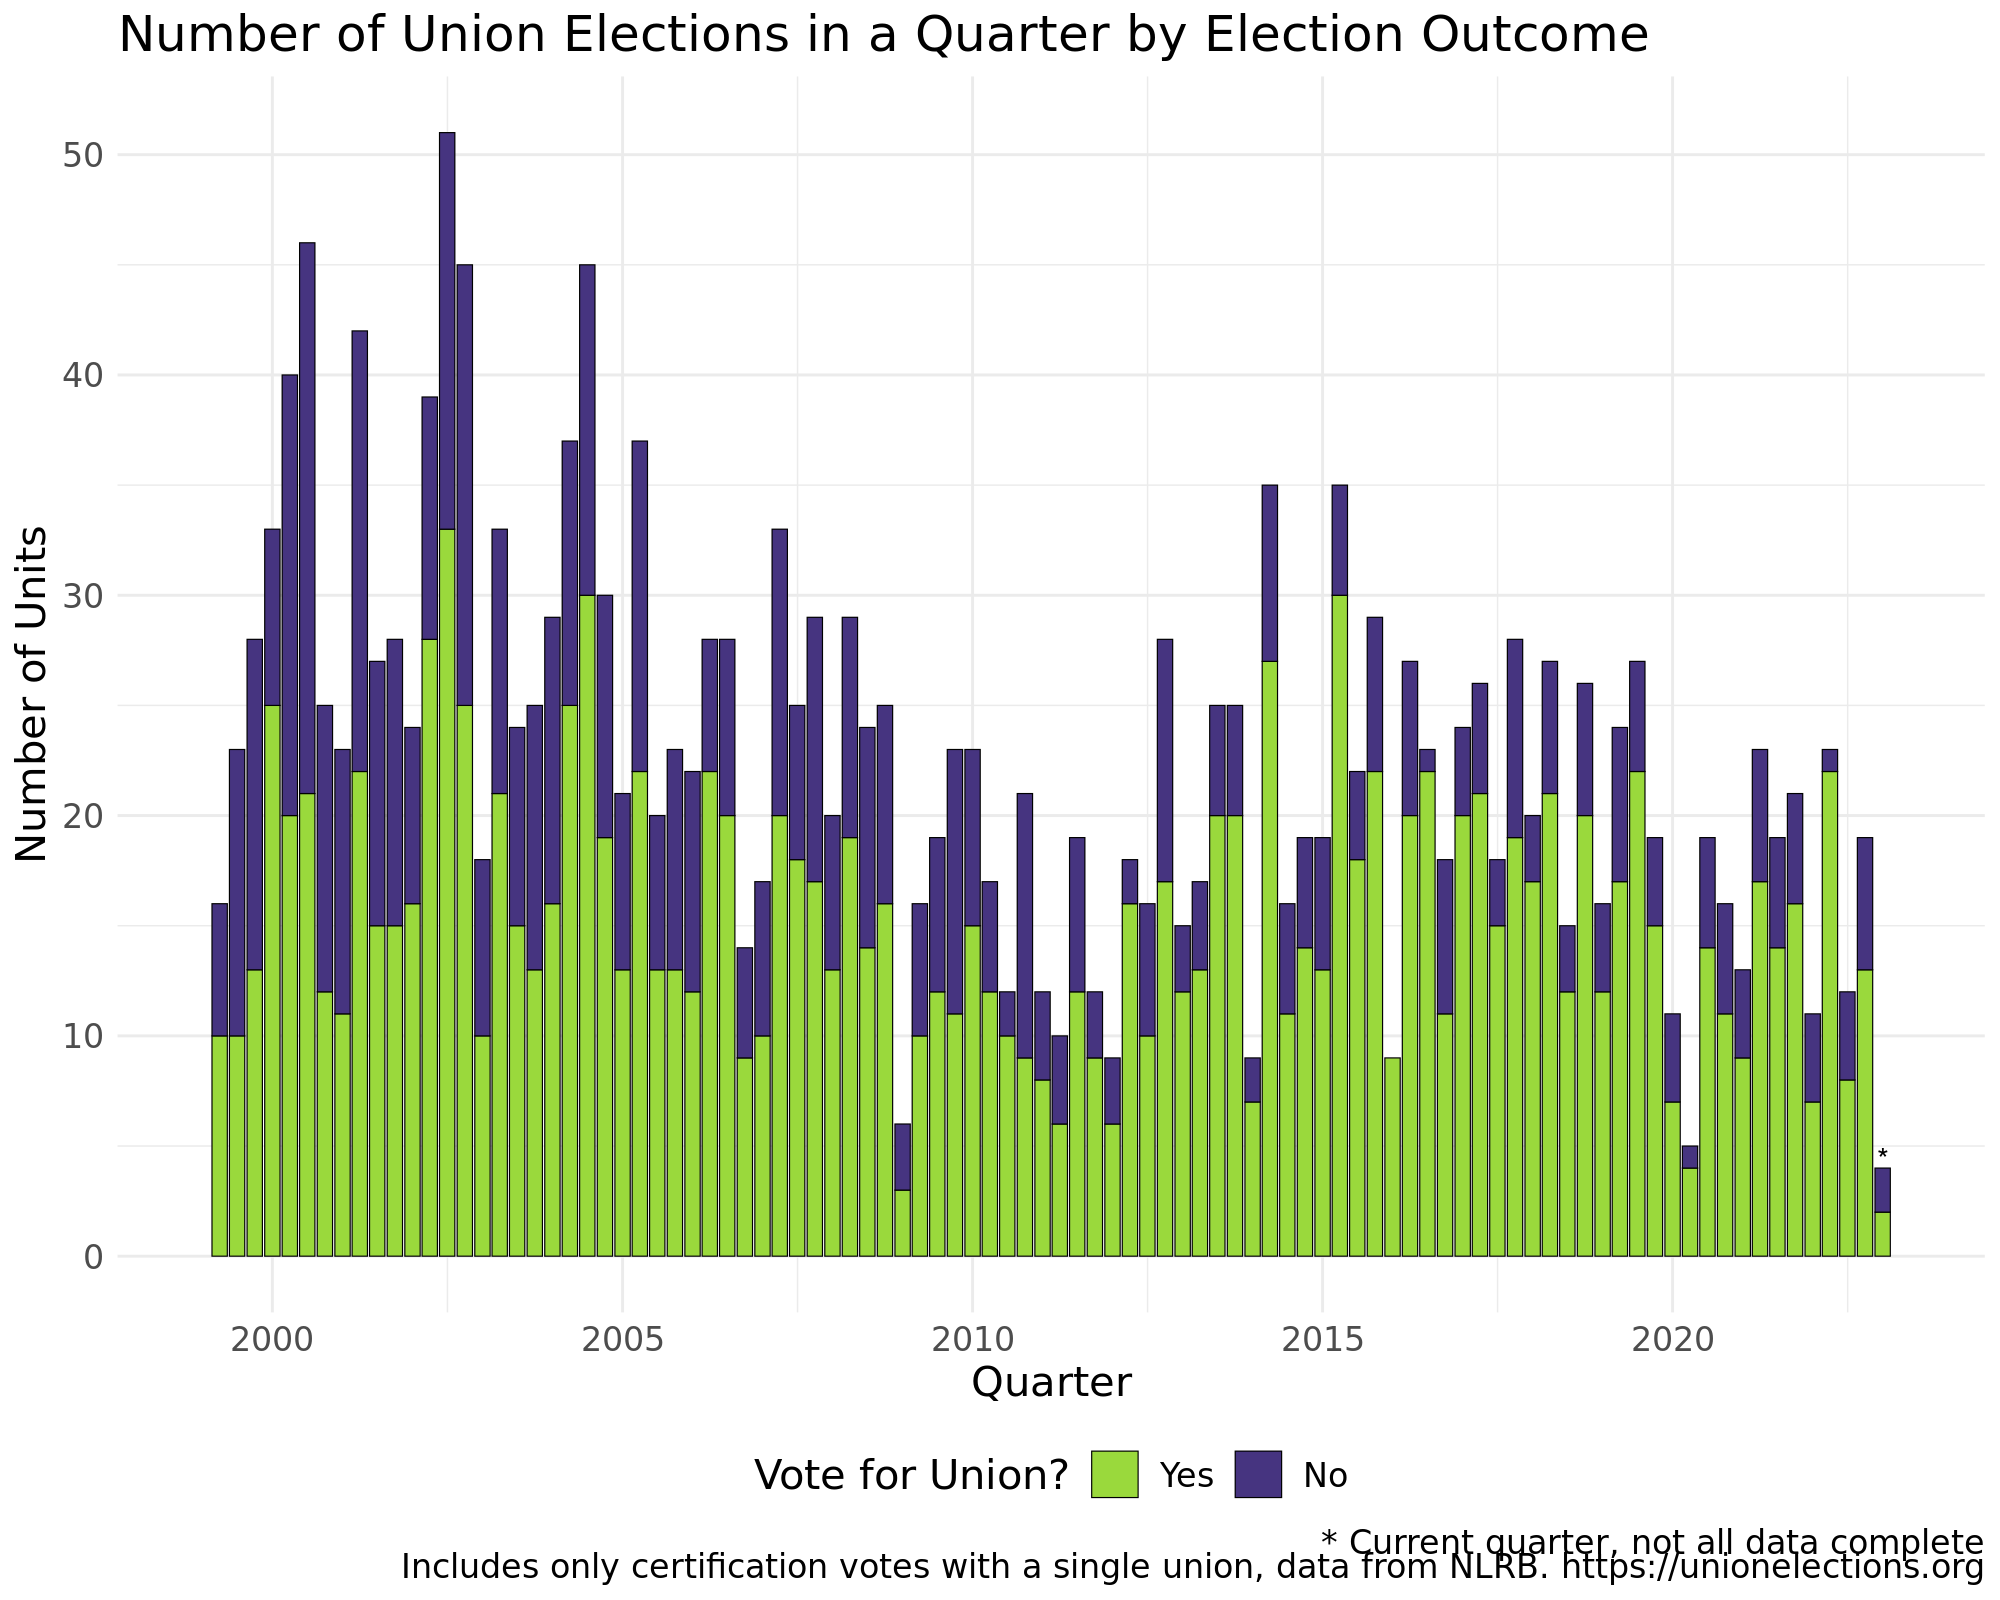 Number of Union Elections in a Quarter by Election Outcome
Number of Units
50
40
30
20
10
0
*
2000 2005 2010 2015 2020
Quarter
Vote for Union? Yes No
* Current quarter, not all data complete
Includes only certification votes with a single union, data from NLRB. https://unionelections.org